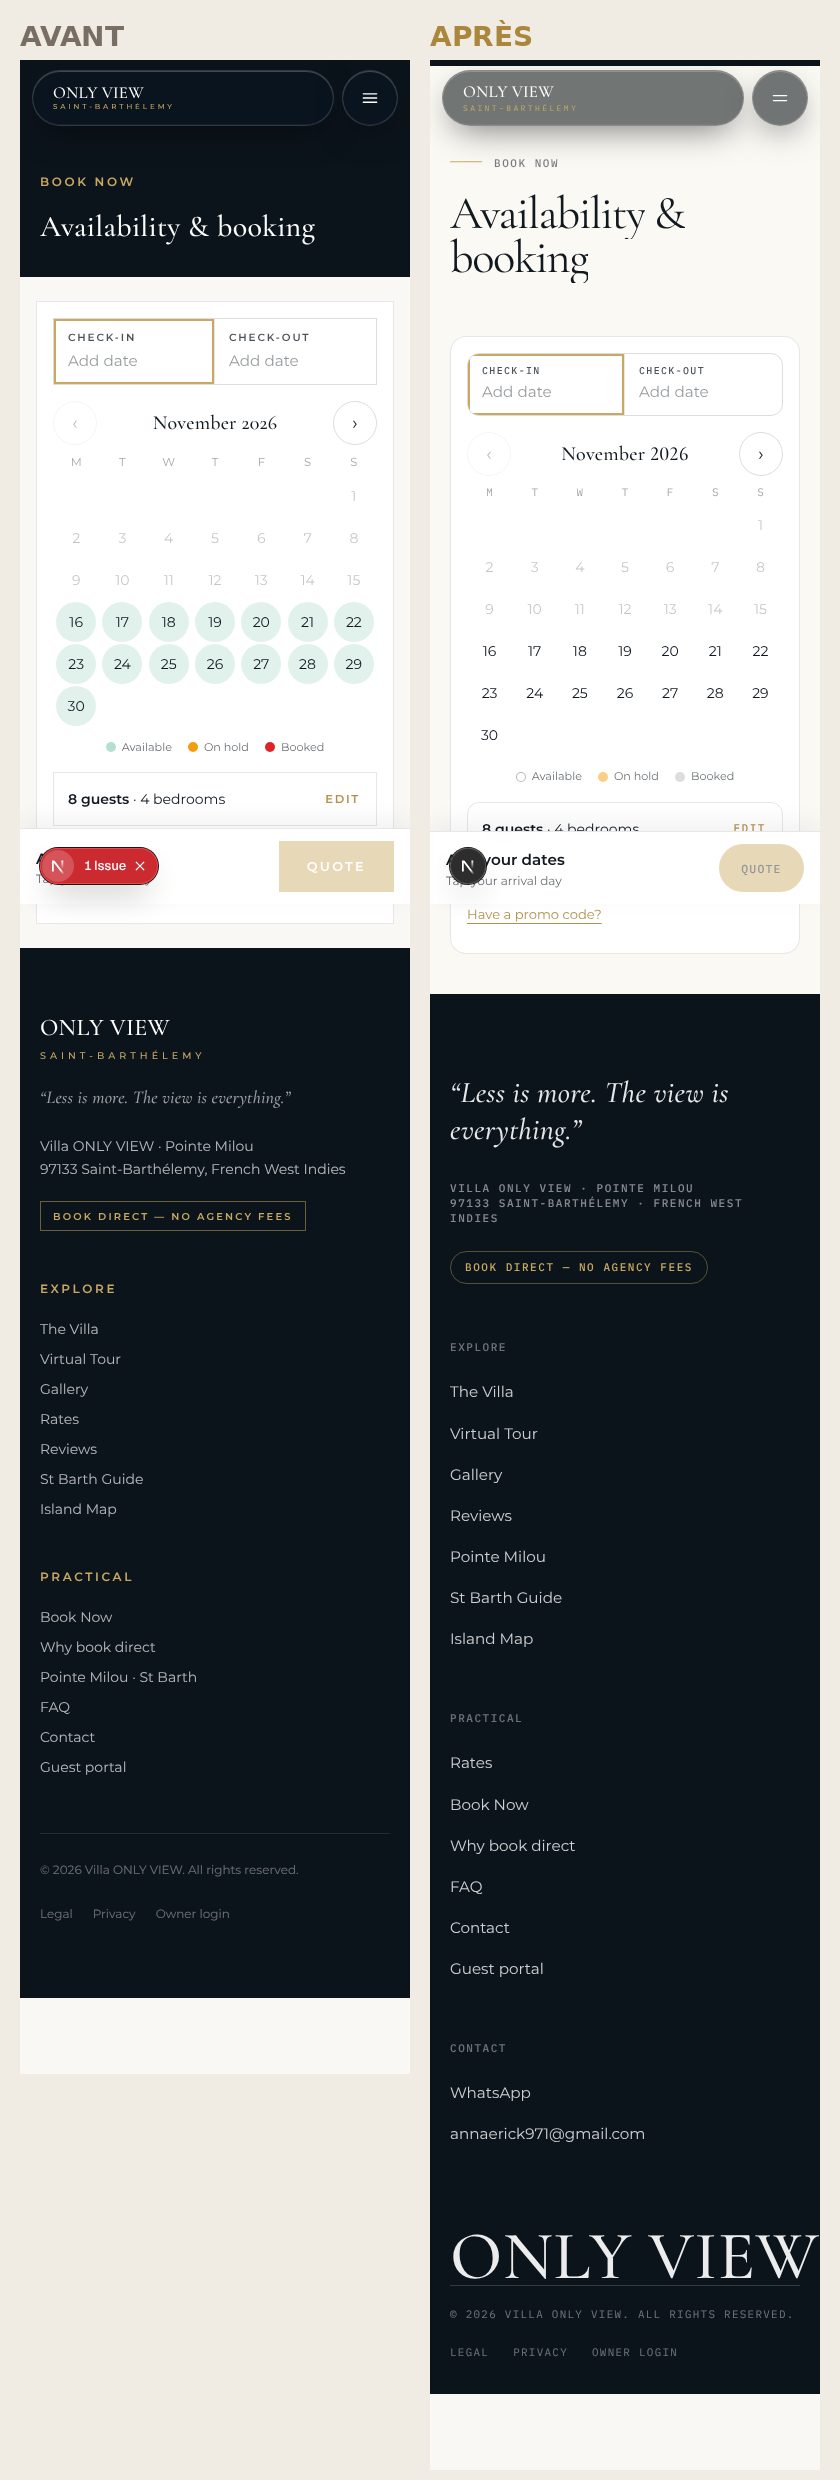 AVANT
ONLY VIEW
SAINT-BARTHÉLEMY
BOOK NOW
Availability & booking
CHECK-IN
CHECK-OUT
Add date
Add date
‹
November 2026
›
M T W T F S S
1
2 3 4 5 6 7 8
9 10 11 12 13 14 15
16 17 18 19 20 21 22
23 24 25 26 27 28 29
30
Available
On hold
Booked
8 guests · 4 bedrooms
EDIT
N
1 Issue
QUOTE
ONLY VIEW
SAINT-BARTHÉLEMY
“Less is more. The view is everything.”
Villa ONLY VIEW · Pointe Milou
97133 Saint-Barthélemy, French West Indies
BOOK DIRECT — NO AGENCY FEES
EXPLORE
The Villa
Virtual Tour
Gallery
Rates
Reviews
St Barth Guide
Island Map
PRACTICAL
Book Now
Why book direct
Pointe Milou · St Barth
FAQ
Contact
Guest portal
© 2026 Villa ONLY VIEW. All rights reserved.
Legal
Privacy
Owner login
APRÈS
ONLY VIEW
SAINT-BARTHÉLEMY
BOOK NOW
Availability &
booking
CHECK-IN
CHECK-OUT
Add date
Add date
‹
November 2026
›
M T W T F S S
1
2 3 4 5 6 7 8
9 10 11 12 13 14 15
16 17 18 19 20 21 22
23 24 25 26 27 28 29
30
Available
On hold
Booked
8 guests · 4 bedrooms
EDIT
N
your dates
your arrival day
QUOTE
Have a promo code?
“Less is more. The view is
everything.”
VILLA ONLY VIEW · POINTE MILOU
97133 SAINT-BARTHÉLEMY · FRENCH WEST
INDIES
BOOK DIRECT — NO AGENCY FEES
EXPLORE
The Villa
Virtual Tour
Gallery
Reviews
Pointe Milou
St Barth Guide
Island Map
PRACTICAL
Rates
Book Now
Why book direct
FAQ
Contact
Guest portal
CONTACT
WhatsApp
annaerick971@gmail.com
ONLY VIEW
© 2026 VILLA ONLY VIEW. ALL RIGHTS RESERVED.
LEGAL
PRIVACY
OWNER LOGIN